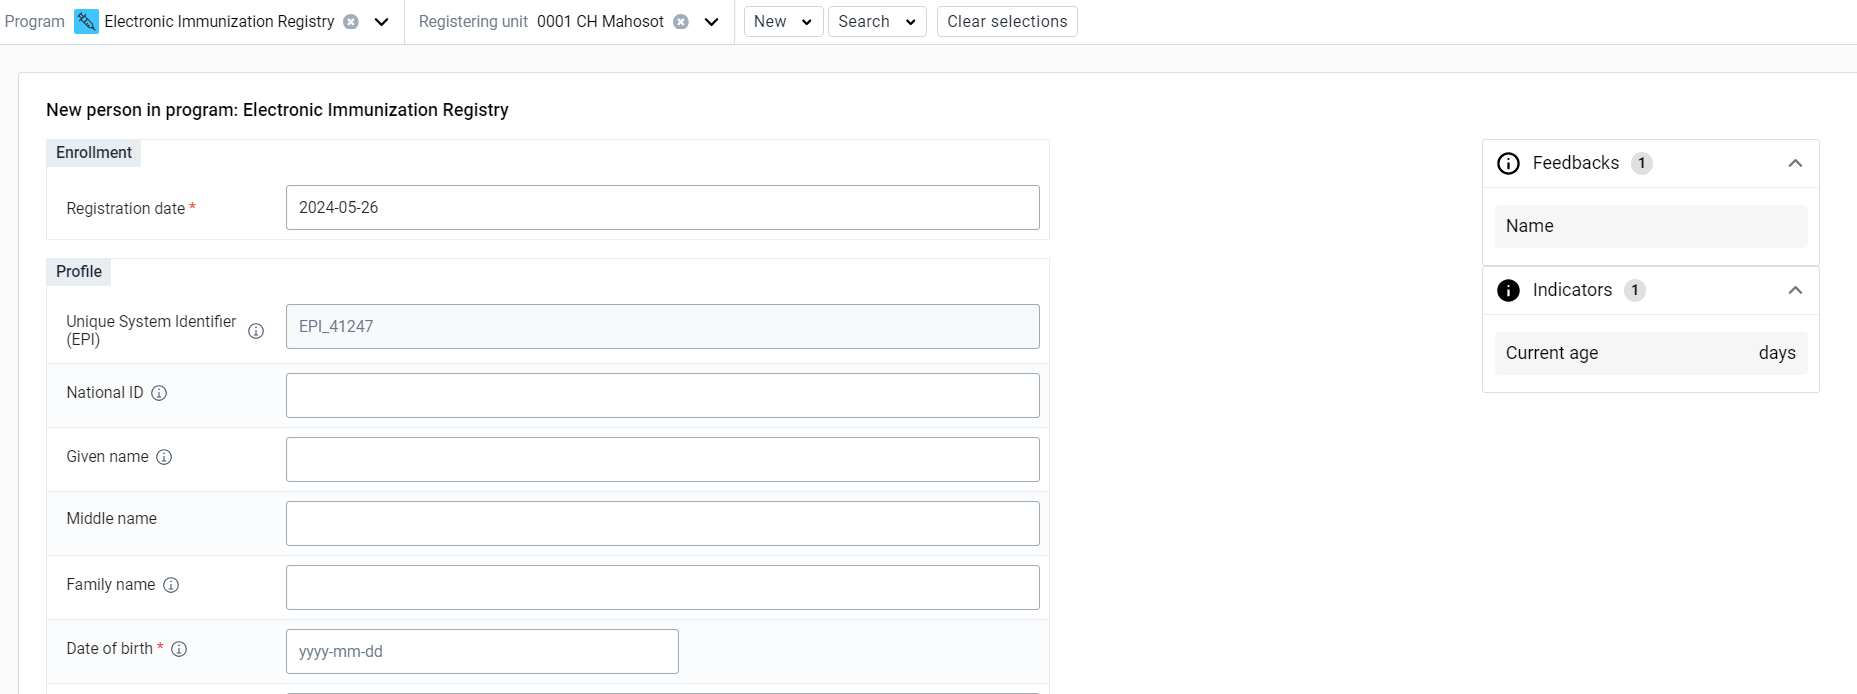 Program Electronic Immunization Registry Registering unit 0001 CH Mahosot New Search Clear selections
New person in program: Electronic Immunization Registry
Enrollment
Registration date * 2024-05-26
Profile
Unique System Identifier
(EPI) EPI_41247
National ID
Given name
Middle name
Family name
Date of birth * yyyy-mm-dd
Feedbacks 1
Name
Indicators 1
Current age days